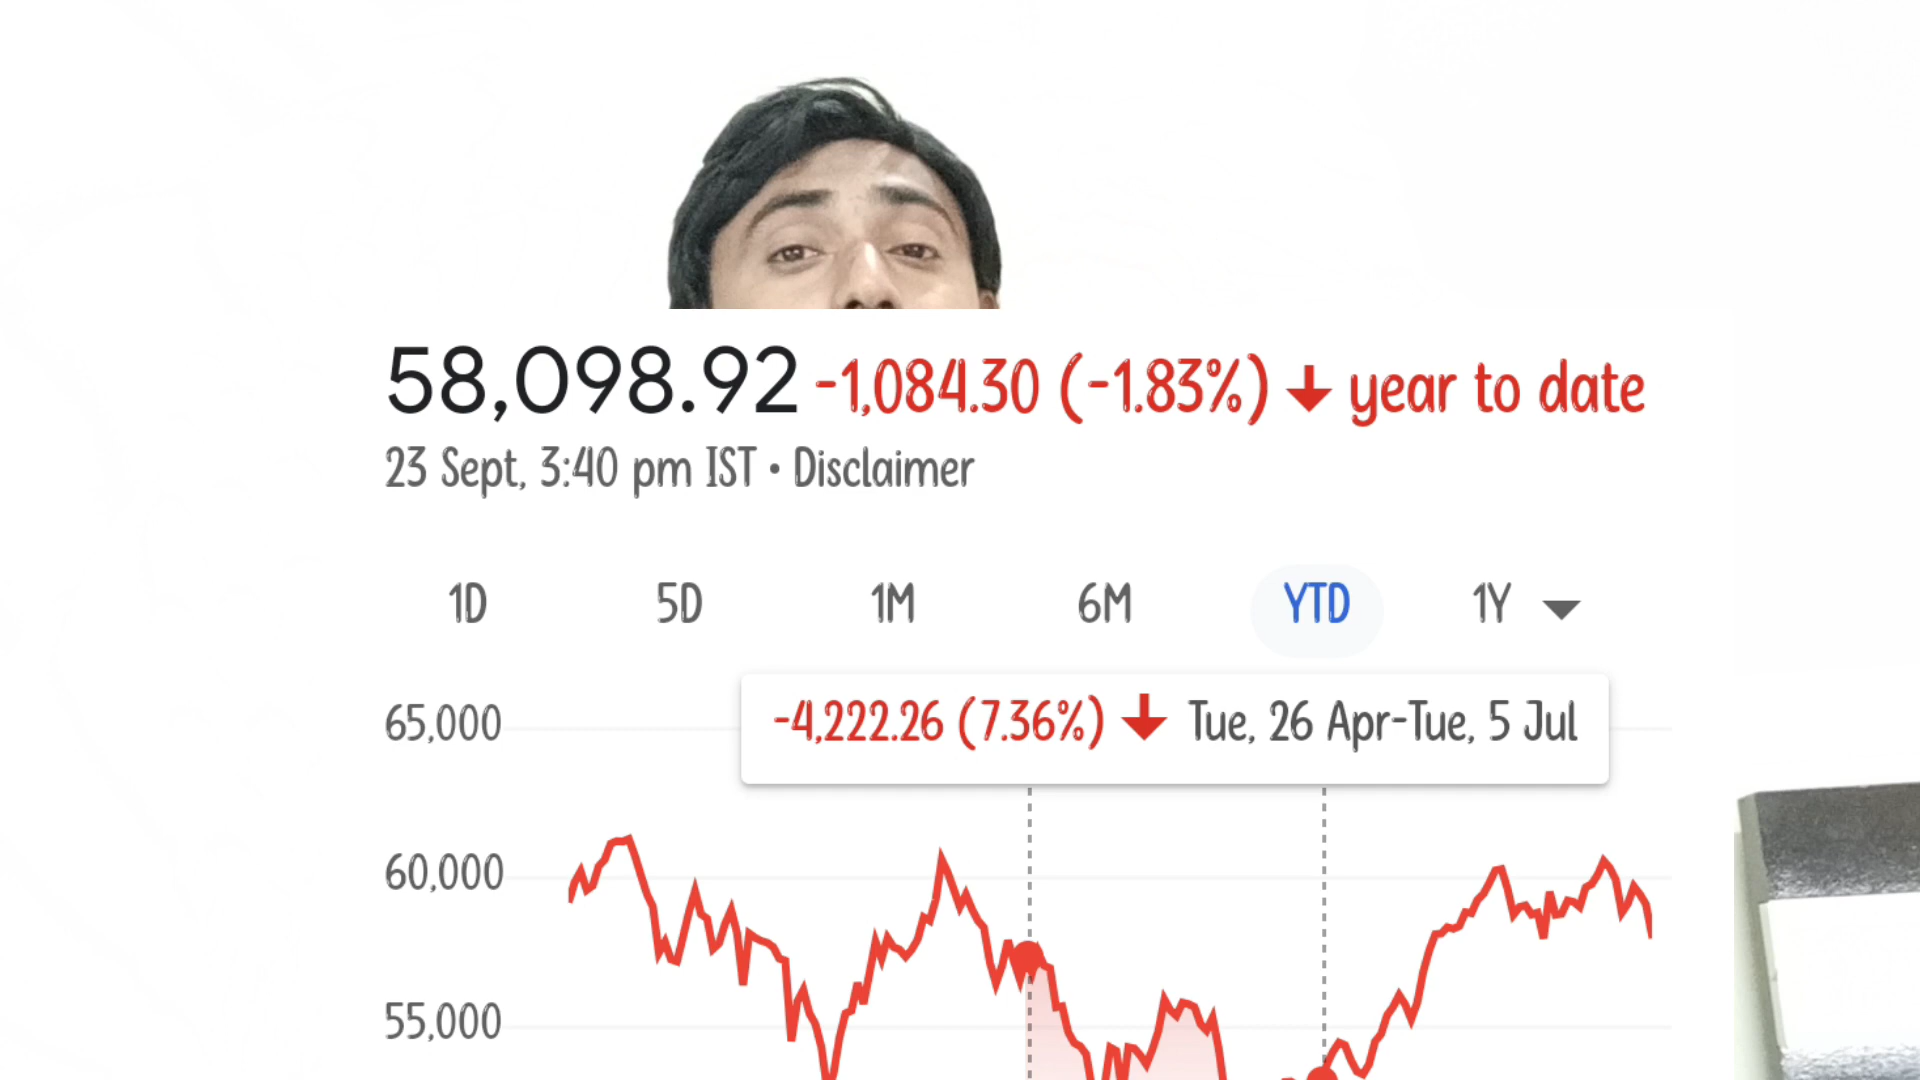 58,098.92 -1,084.30 (-1.83%) ↓ year to date
23 Sept, 3:40 pm IST • Disclaimer
1D 5D 1M 6M YTD 1Y
-4,222.26 (7.36%) ↓ Tue, 26 Apr-Tue, 5 Jul
65,000
60,000
55,000